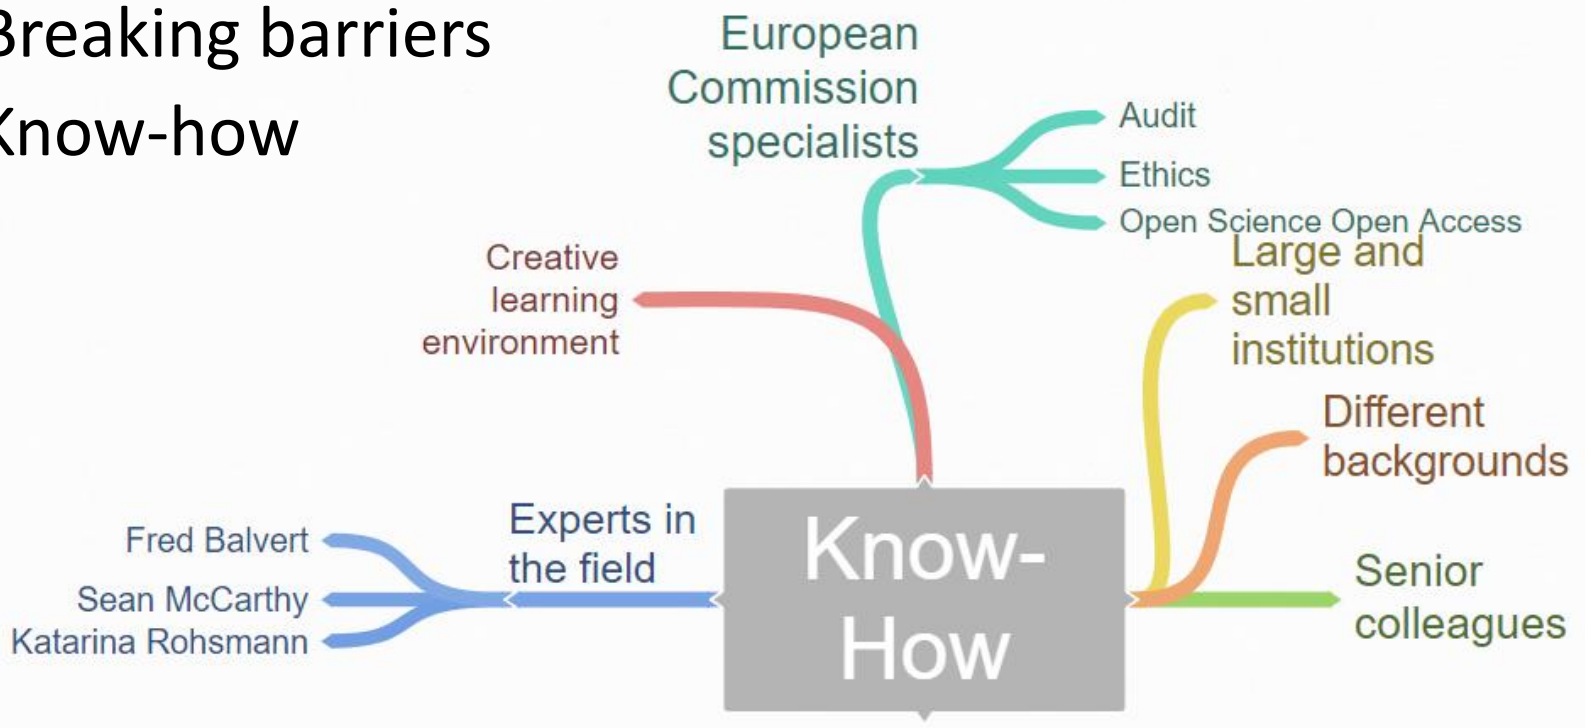 Breaking barriers
Know-how
European
Commission
specialists
Audit
Ethics
Open Science Open Access
Creative
learning
environment
Large and
small
institutions
Different
backgrounds
Experts in
the field
Fred Balvert
Sean McCarthy
Katarina Rohsmann
Know-
How
Senior
colleagues